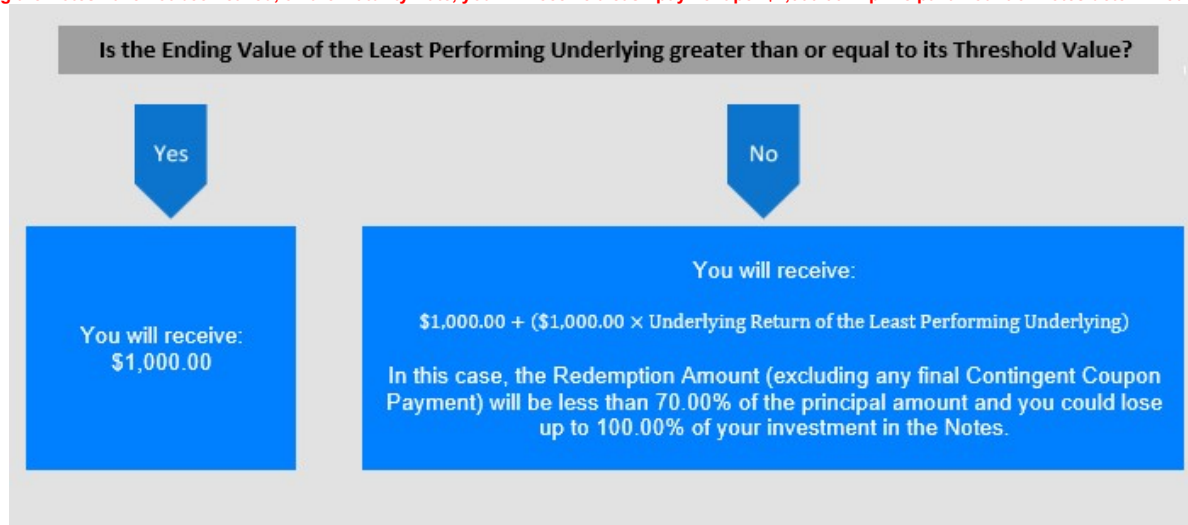 Is the Ending Value of the Least Performing Underlying greater than or equal to its Threshold Value?
Yes
No
You will receive:
$1,000.00
You will receive:
$1,000.00 + ($1,000.00 × Underlying Return of the Least Performing Underlying)
In this case, the Redemption Amount (excluding any final Contingent Coupon
Payment) will be less than 70.00% of the principal amount and you could lose
up to 100.00% of your investment in the Notes.